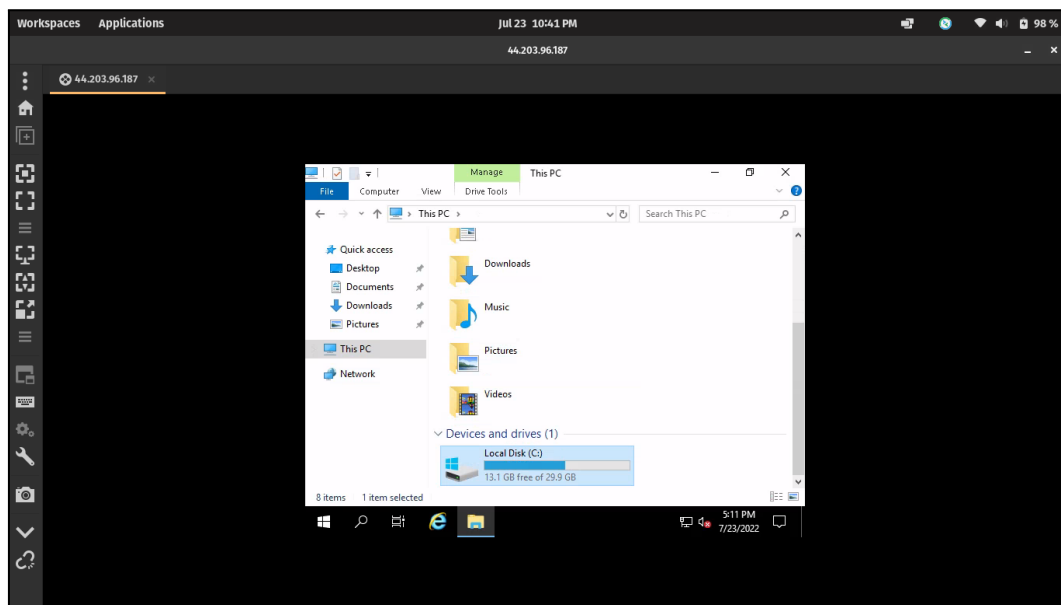 Workspaces Applications Jul 23 10:41 PM 98 %
44.203.96.187
44.203.96.187
Manage This PC
File Computer View Drive Tools
This PC Search This PC
Quick access
Desktop
Documents
Downloads
Pictures
This PC
Network
Downloads
Music
Pictures
Videos
Devices and drives (1)
Local Disk (C:)
13.1 GB free of 29.9 GB
8 items 1 item selected
5:11 PM
7/23/2022